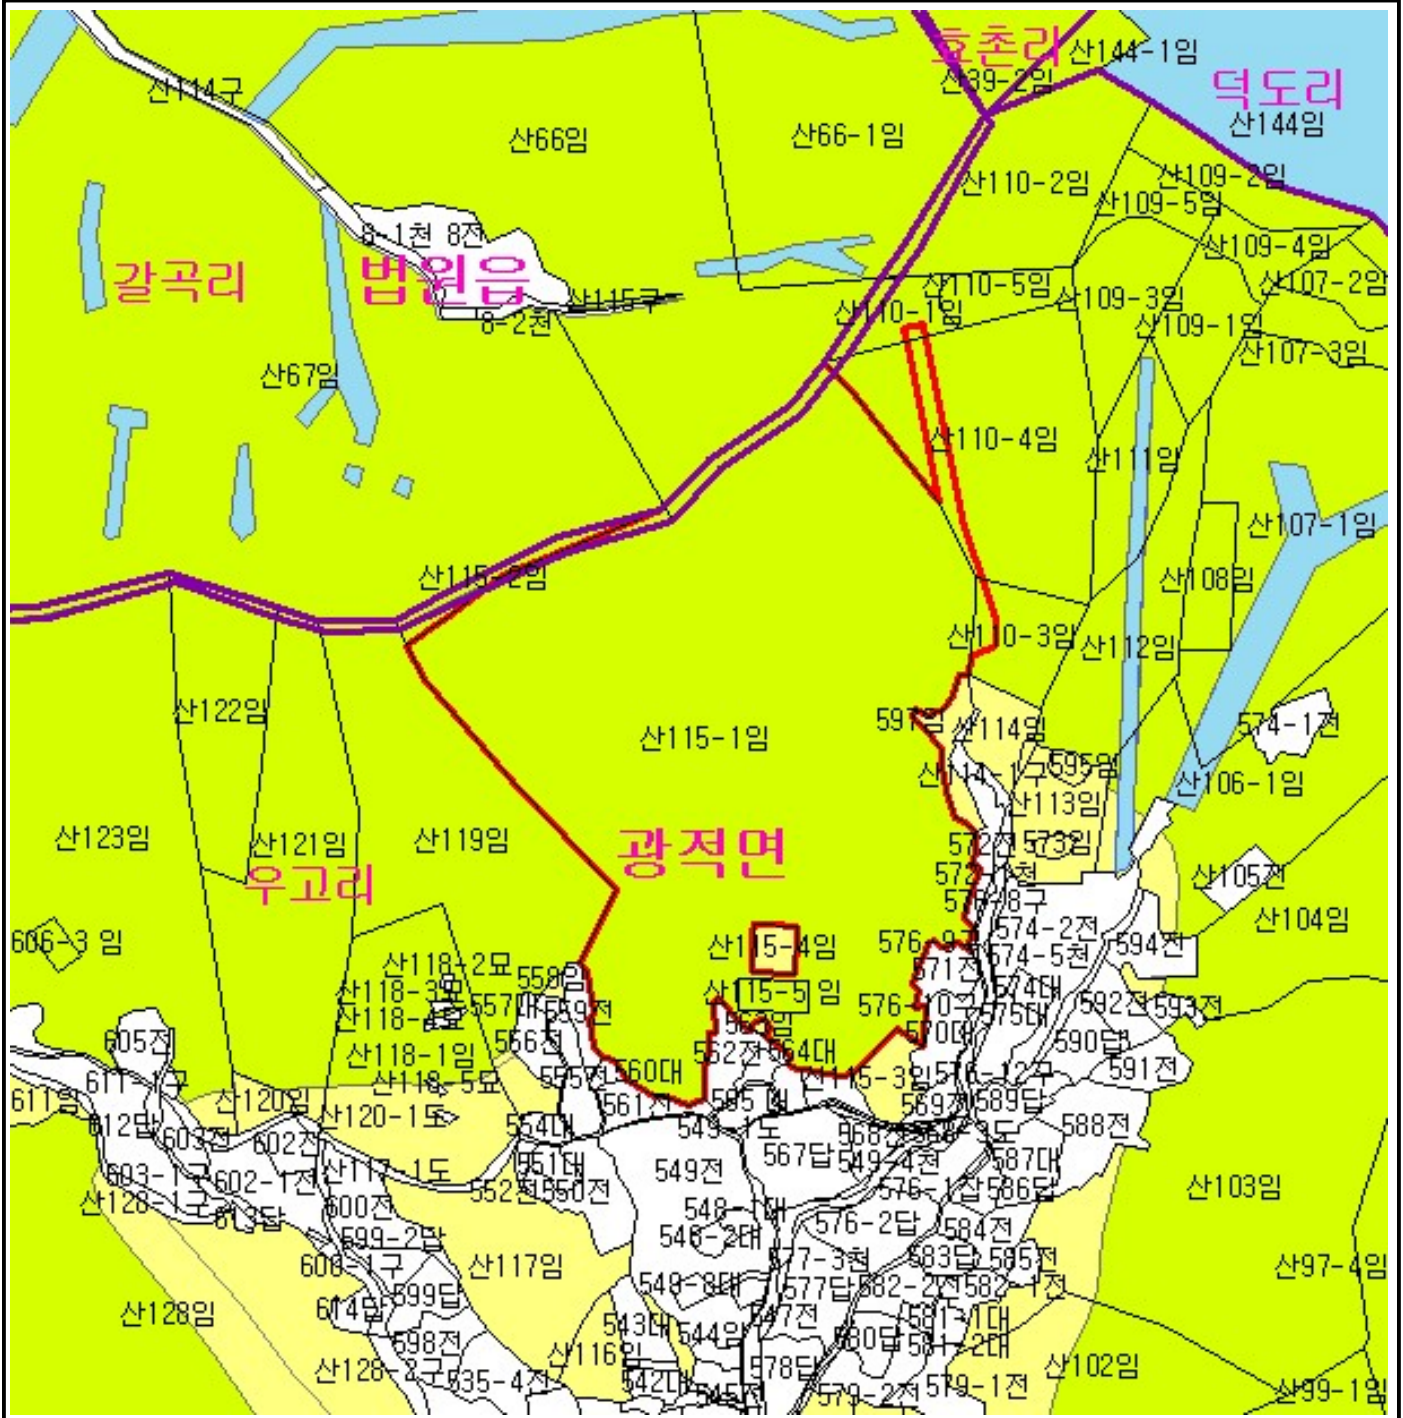 효촌리
산144-1임
산39-2임
덕도리
산114구
산144임
산66임
산66-1임
산110-2임
산109-2임
산109-5임
8-1천
8전
산109-4임
갈곡리
법원읍
산110-5임
산107-2임
산115구
산110-1임
산109-3임
8-2천
산109-1임
산107-3임
산67임
산110-4임
산111임
산107-1임
산115-2임
산108임
산110-3임
산112임
산122임
597임
산114임
574-1전
산115-1임
산114-1구
595임
산106-1임
산113임
산123임
산121임
산119임
광적면
572전
573임
우고리
산105전
산104임
606-3 임
574-2전
산115-4임
594전
574-5천
산118-2묘
571전
산118-3묘
산115-5임
574대
557대
559전
592전
593전
산118-4묘
575대
605전
566전
570대
590답
산118-1임
564대
560대
591전
산118-5묘
산115-3임
611임
산120임
589답
산120-1도
569전
612답
603전
602전
554대
588전
567답
산117-1도
551대
549전
549-4천
587대
603-1구
602-1전
552전
550전
586답
산103임
산128-1구
600전
548-1대
576-2답
584전
599-2답
546-2대
산117임
577-3천
583답
585전
산97-4임
599답
548-8대
577답
582-2전
582-1전
산128임
614답
543대
544임
547전
581-1대
598전
580답
581-2대
산116임
산128-2구
535-4전
578답
산102임
542대
545전
579-2전
579-1전
산99-1임